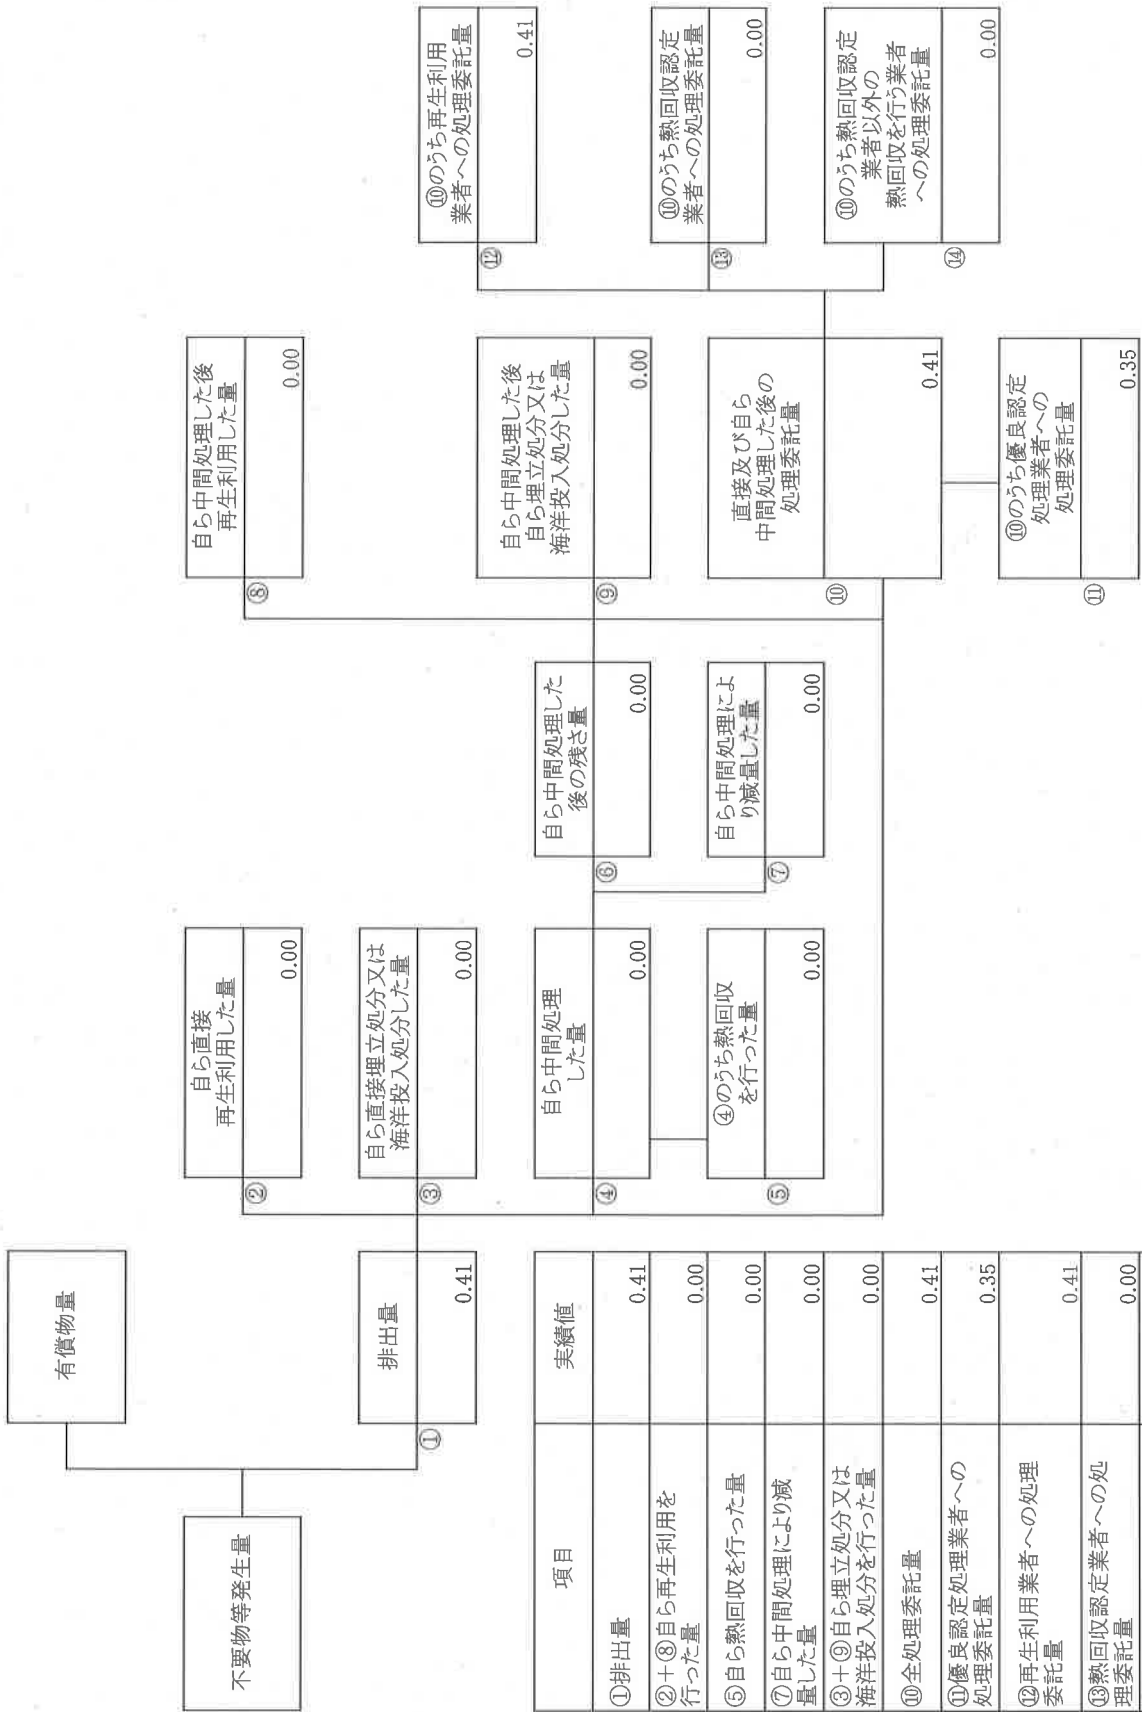 不要物等発生量
有償物量
①
排出量
0.41
②
自ら直接
再生利用した量
0.00
③
自ら直接埋立処分又は
海洋投入処分した量
0.00
④
自ら中間処理
した量
0.00
⑤
④のうち熱回収
を行った量
0.00
⑥
自ら中間処理した
後の残さ量
0.00
⑦
自ら中間処理によ
り減量した量
0.00
⑧
自ら中間処理した後
再生利用した量
0.00
⑨
自ら中間処理した後
自ら埋立処分又は
海洋投入処分した量
0.00
⑩
直接及び自ら
中間処理した後の
処理委託量
0.41
⑪
⑩のうち優良認定
処理業者への
処理委託量
0.35
⑫
⑩のうち再生利用
業者への処理委託量
0.41
⑬
⑩のうち熱回収認定
業者への処理委託量
0.00
⑭
⑩のうち熱回収認定
業者以外の
熱回収を行う業者
への処理委託量
0.00
項目 実績値
①排出量 0.41
②+⑧自ら再生利用を
行った量 0.00
⑤自ら熱回収を行った量 0.00
⑦自ら中間処理により減
量した量 0.00
③+⑨自ら埋立処分又は
海洋投入処分を行った量 0.00
⑩全処理委託量 0.41
⑪優良認定処理業者への
処理委託量 0.35
⑫再生利用業者への処理
委託量 0.41
⑬熱回収認定業者への処
理委託量 0.00